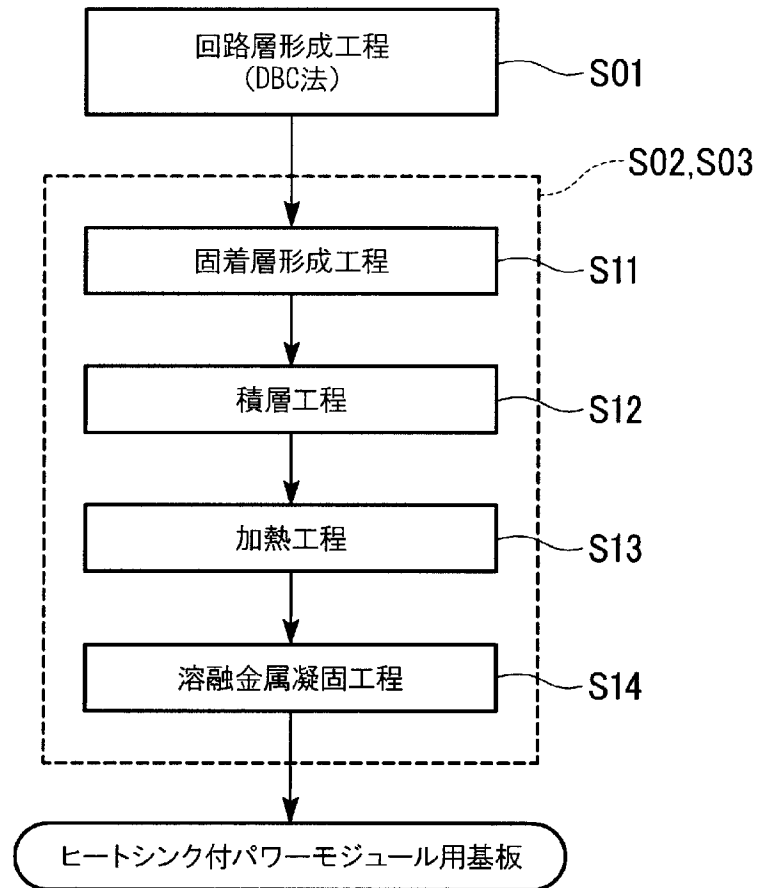 回路層形成工程
(DBC法)
S01
S02,S03
固着層形成工程
S11
積層工程
S12
加熱工程
S13
溶融金属凝固工程
S14
ヒートシンク付パワーモジュール用基板